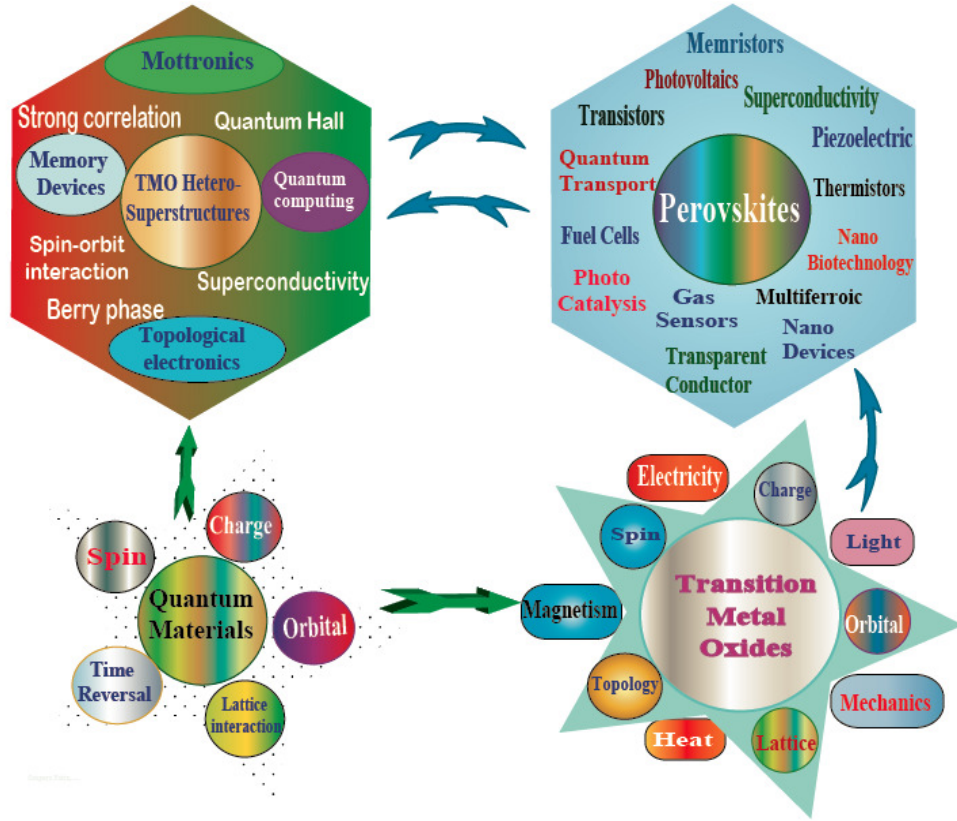 Mottronics
Strong correlation
Quantum Hall
Memory
Devices
TMO Hetero-
Superstructures
Quantum
computing
Spin-orbit
interaction
Superconductivity
Berry phase
Topological
electronics
Memristors
Photovoltaics
Superconductivity
Transistors
Piezoelectric
Quantum
Transport
Perovskites
Thermistors
Fuel Cells
Nano
Biotechnology
Photo
Catalysis
Gas
Sensors
Multiferroic
Nano
Devices
Transparent
Conductor
Charge
Spin
Quantum
Materials
Orbital
Time
Reversal
Lattice
interaction
Electricity
Charge
Spin
Light
Transition
Metal
Oxides
Magnetism
Orbital
Topology
Mechanics
Heat
Lattice